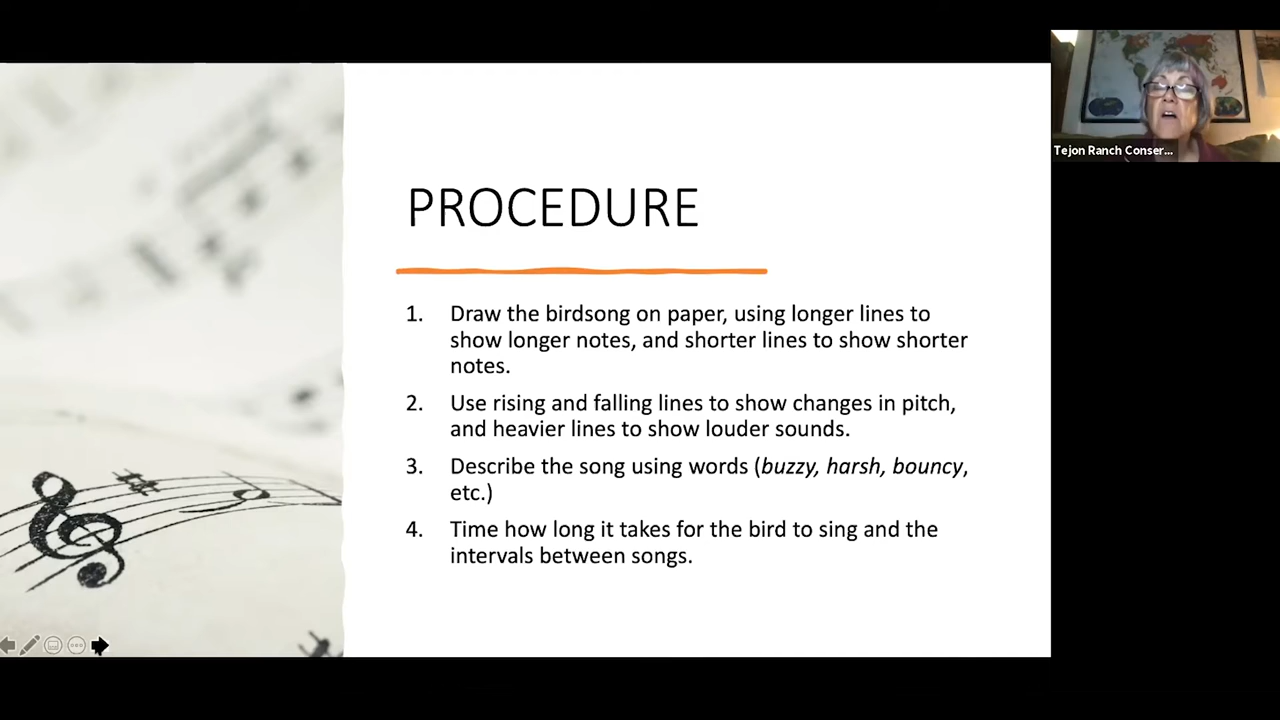 PROCEDURE
1. Draw the birdsong on paper, using longer lines to
show longer notes, and shorter lines to show shorter
notes.
2. Use rising and falling lines to show changes in pitch,
and heavier lines to show louder sounds.
3. Describe the song using words (buzzy, harsh, bouncy,
etc.)
4. Time how long it takes for the bird to sing and the
intervals between songs.
Tejon Ranch Conser...